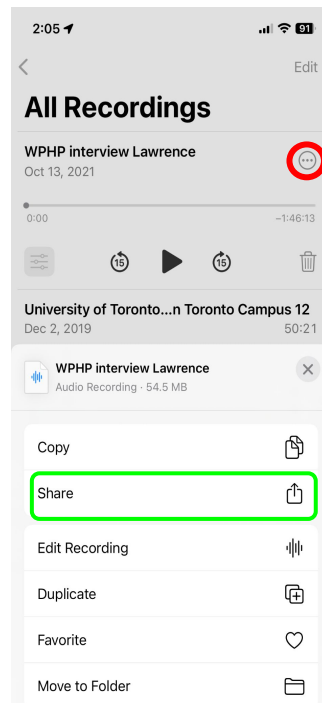 2:05 91
Edit
All Recordings
WPHP interview Lawrence
Oct 13, 2021
0:00 −1:46:13
15 15
University of Toronto...n Toronto Campus 12
Dec 2, 2019 50:21
WPHP interview Lawrence
Audio Recording · 54.5 MB
Copy
Share
Edit Recording
Duplicate
Favorite
Move to Folder